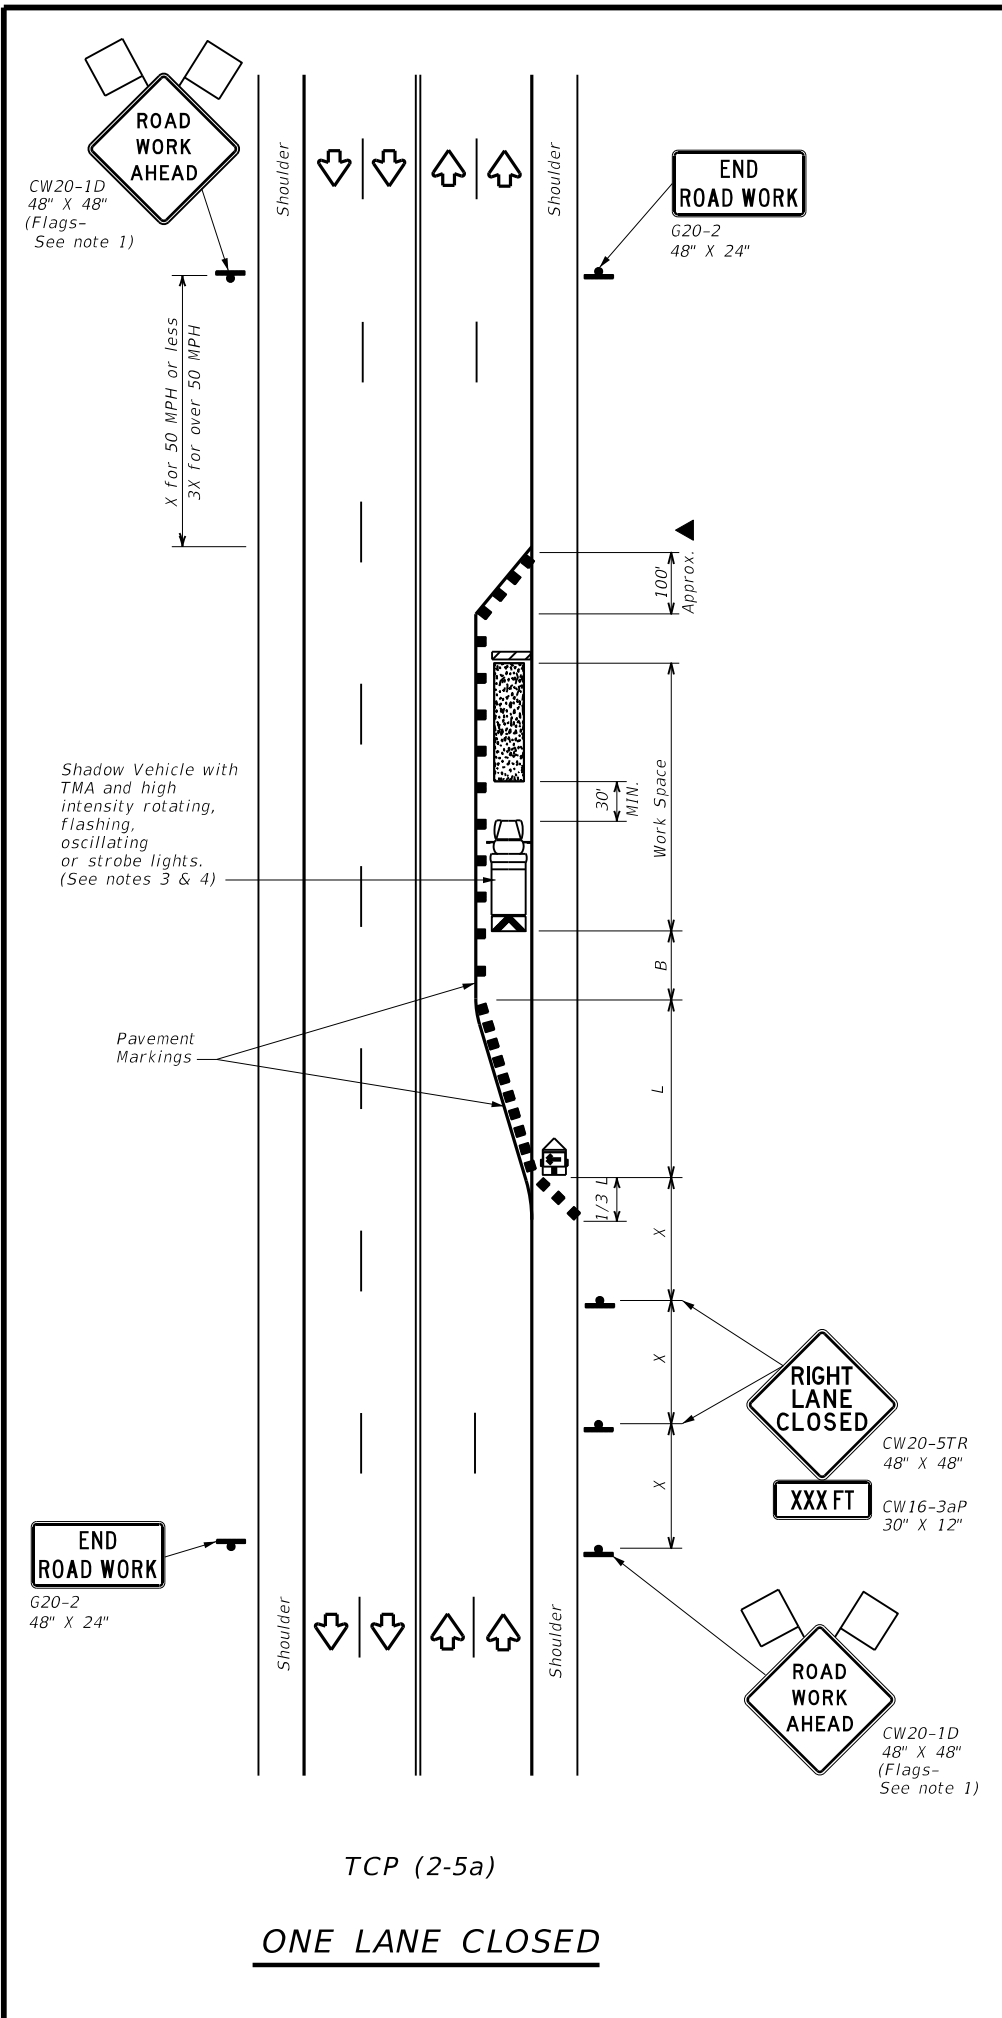 ROAD
WORK
AHEAD
CW20-1D
48" X 48"
(Flags-
See note 1)
Shoulder
Shoulder
END
ROAD WORK
G20-2
48" X 24"
X for 50 MPH or less
3X for over 50 MPH
100'
Approx.
Shadow Vehicle with
TMA and high
intensity rotating,
flashing,
oscillating
or strobe lights.
(See notes 3 & 4)
30'
MIN.
Work Space
B
Pavement
Markings
L
1/3 L
X
X
X
RIGHT
LANE
CLOSED
CW20-5TR
48" X 48"
XXX FT
CW16-3aP
30" X 12"
END
ROAD WORK
G20-2
48" X 24"
Shoulder
Shoulder
ROAD
WORK
AHEAD
CW20-1D
48" X 48"
(Flags-
See note 1)
TCP (2-5a)
ONE LANE CLOSED